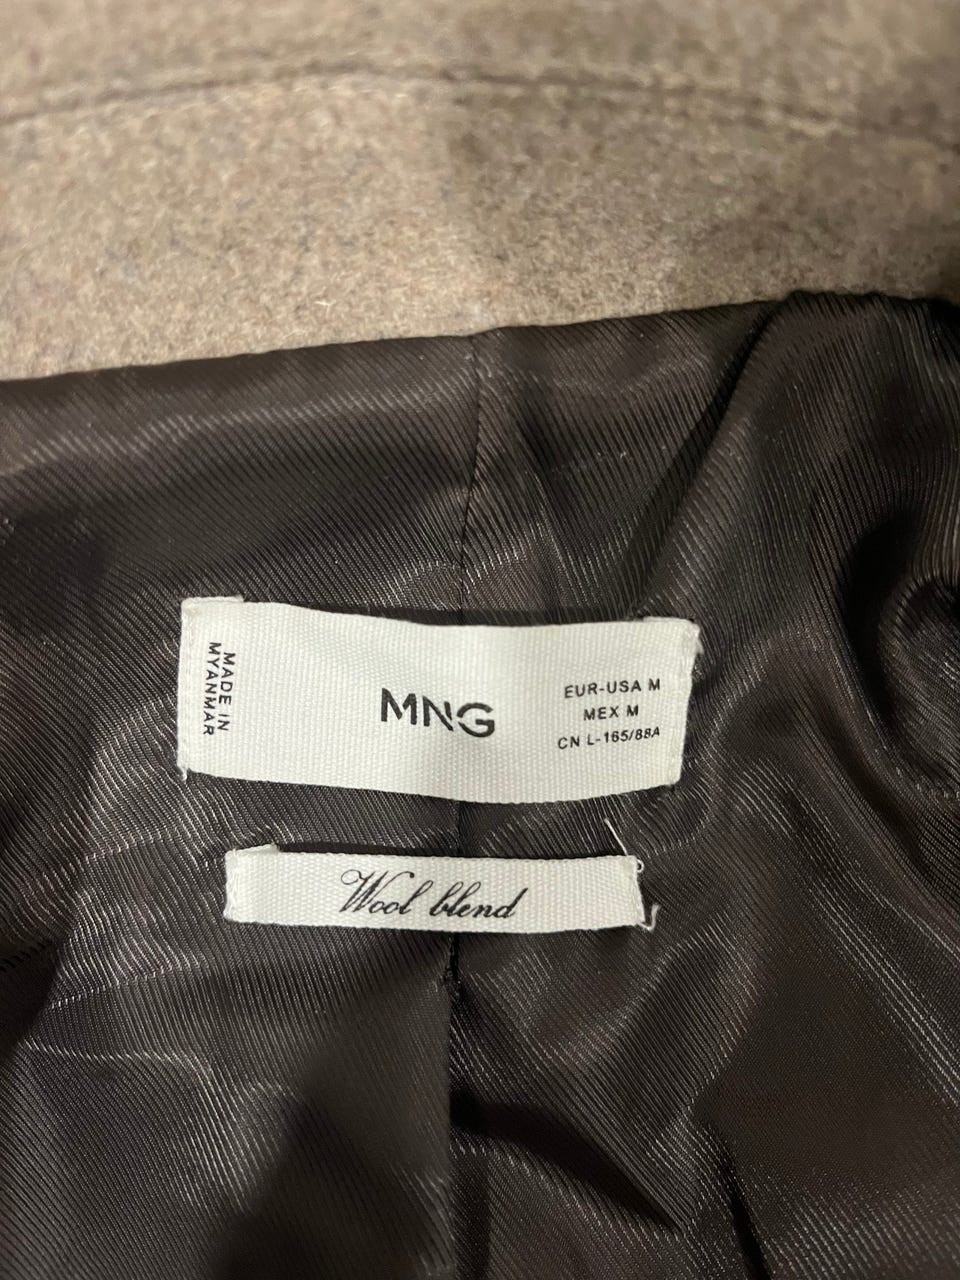 MADE IN
MYANMAR
MNG
EUR-USA M
MEX M
CN L-165/88A
Wool blend